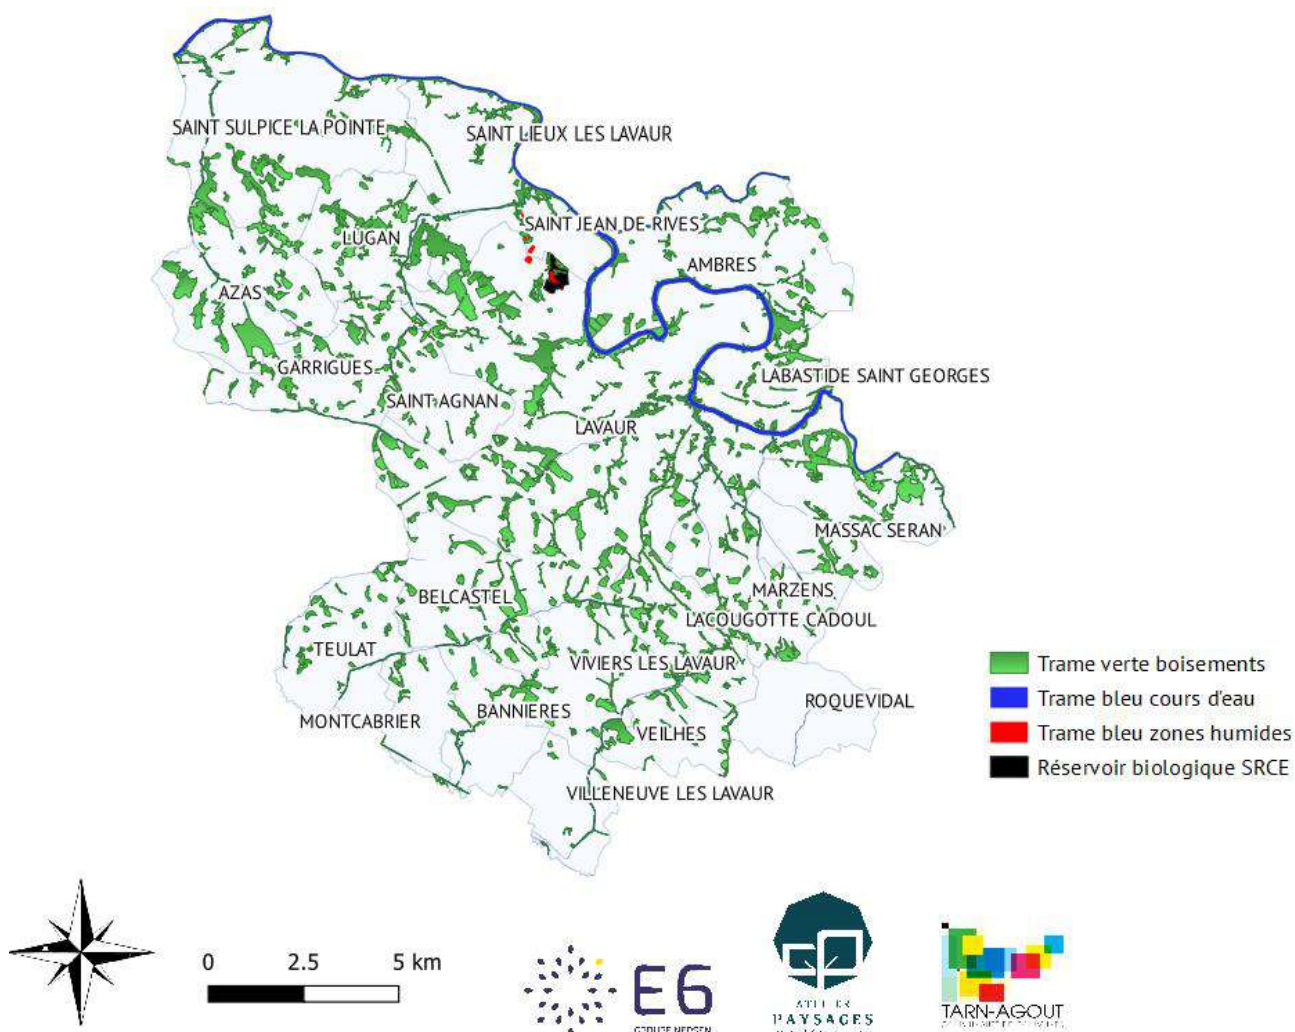 SAINT SULPICE LA POINTE
SAINT LIEUX LES LAVAUR
SAINT JEAN DE RIVES
LUGAN
AMBRES
AZAS
GARRIGUES
LABASTIDE SAINT GEORGES
SAINT AGNAN
LAVAUR
MASSAC SERAN
MARZENS
BELCASTEL
LACOUGOTTE CADOUL
TEULAT
VIVIERS LES LAVAUR
ROQUEVIDAL
MONTCABRIER
BANNIERES
VEILHES
VILLENEUVE LES LAVAUR
Trame verte boisements
Trame bleu cours d'eau
Trame bleu zones humides
Réservoir biologique SRCE
0 2.5 5 km
E6
ATELIER
PAYSAGES
TARN-AGOUT